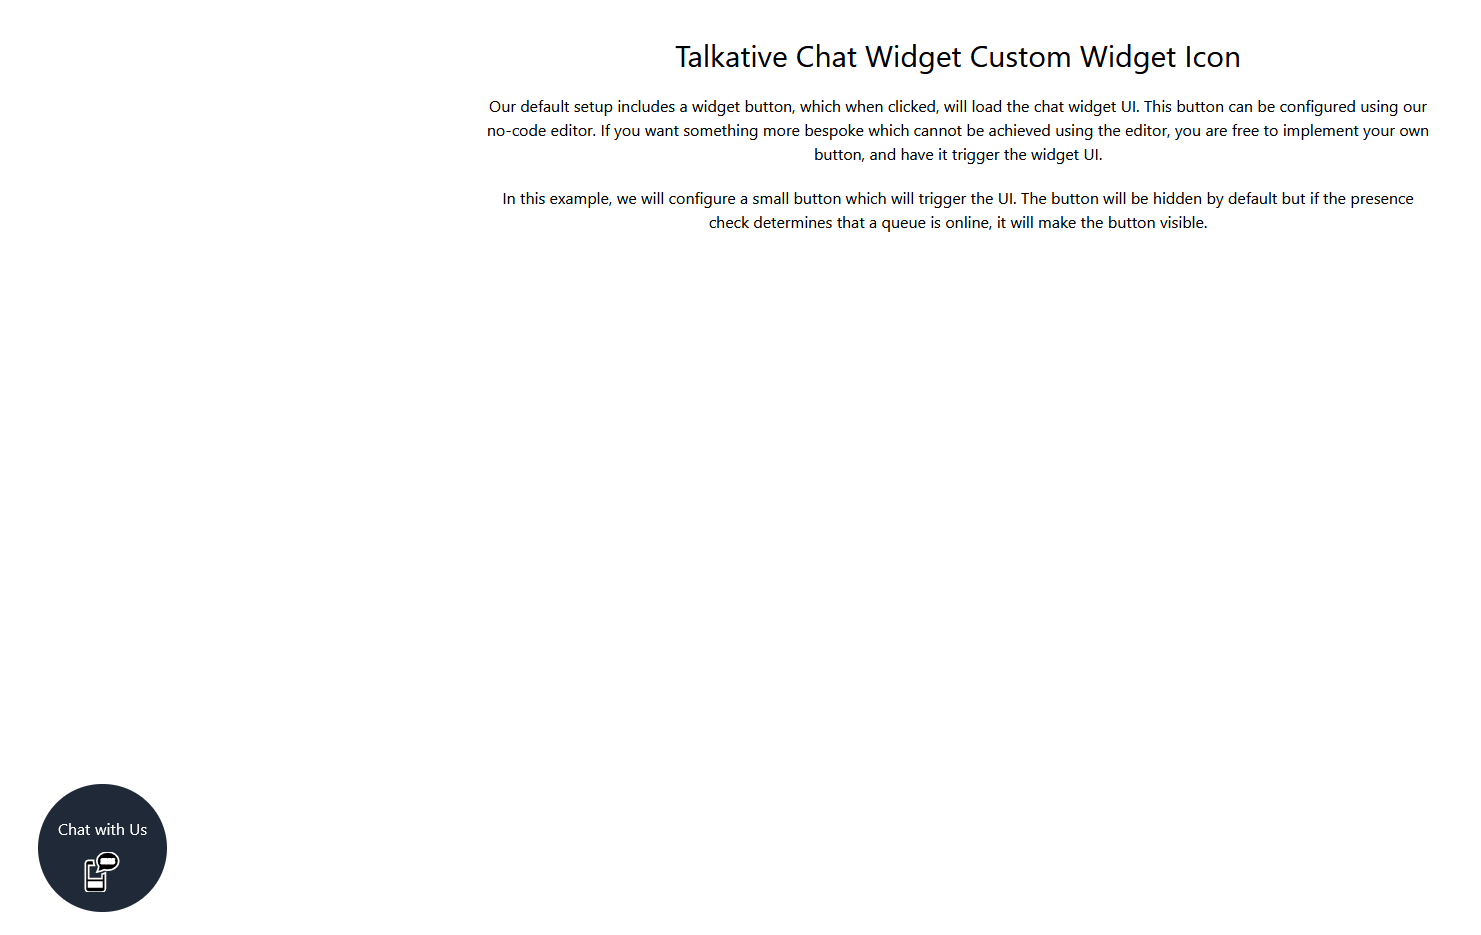 Talkative Chat Widget Custom Widget Icon
Our default setup includes a widget button, which when clicked, will load the chat widget UI. This button can be configured using our
no-code editor. If you want something more bespoke which cannot be achieved using the editor, you are free to implement your own
button, and have it trigger the widget UI.
In this example, we will configure a small button which will trigger the UI. The button will be hidden by default but if the presence
check determines that a queue is online, it will make the button visible.
Chat with Us